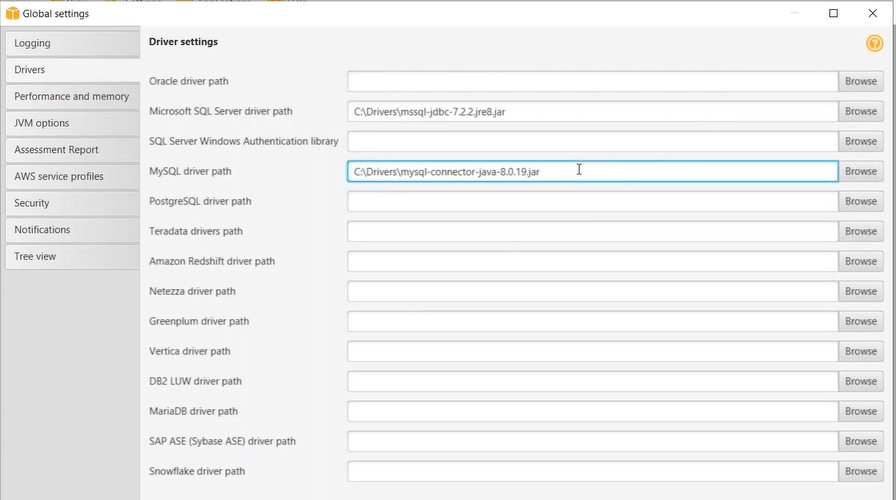 Global settings
Logging
Drivers
Performance and memory
JVM options
Assessment Report
AWS service profiles
Security
Notifications
Tree view
Driver settings
?
Oracle driver path Browse
Microsoft SQL Server driver path C:\Drivers\mssql-jdbc-7.2.2.jre8.jar Browse
SQL Server Windows Authentication library Browse
MySQL driver path C:\Drivers\mysql-connector-java-8.0.19.jar Browse
PostgreSQL driver path Browse
Teradata drivers path Browse
Amazon Redshift driver path Browse
Netezza driver path Browse
Greenplum driver path Browse
Vertica driver path Browse
DB2 LUW driver path Browse
MariaDB driver path Browse
SAP ASE (Sybase ASE) driver path Browse
Snowflake driver path Browse